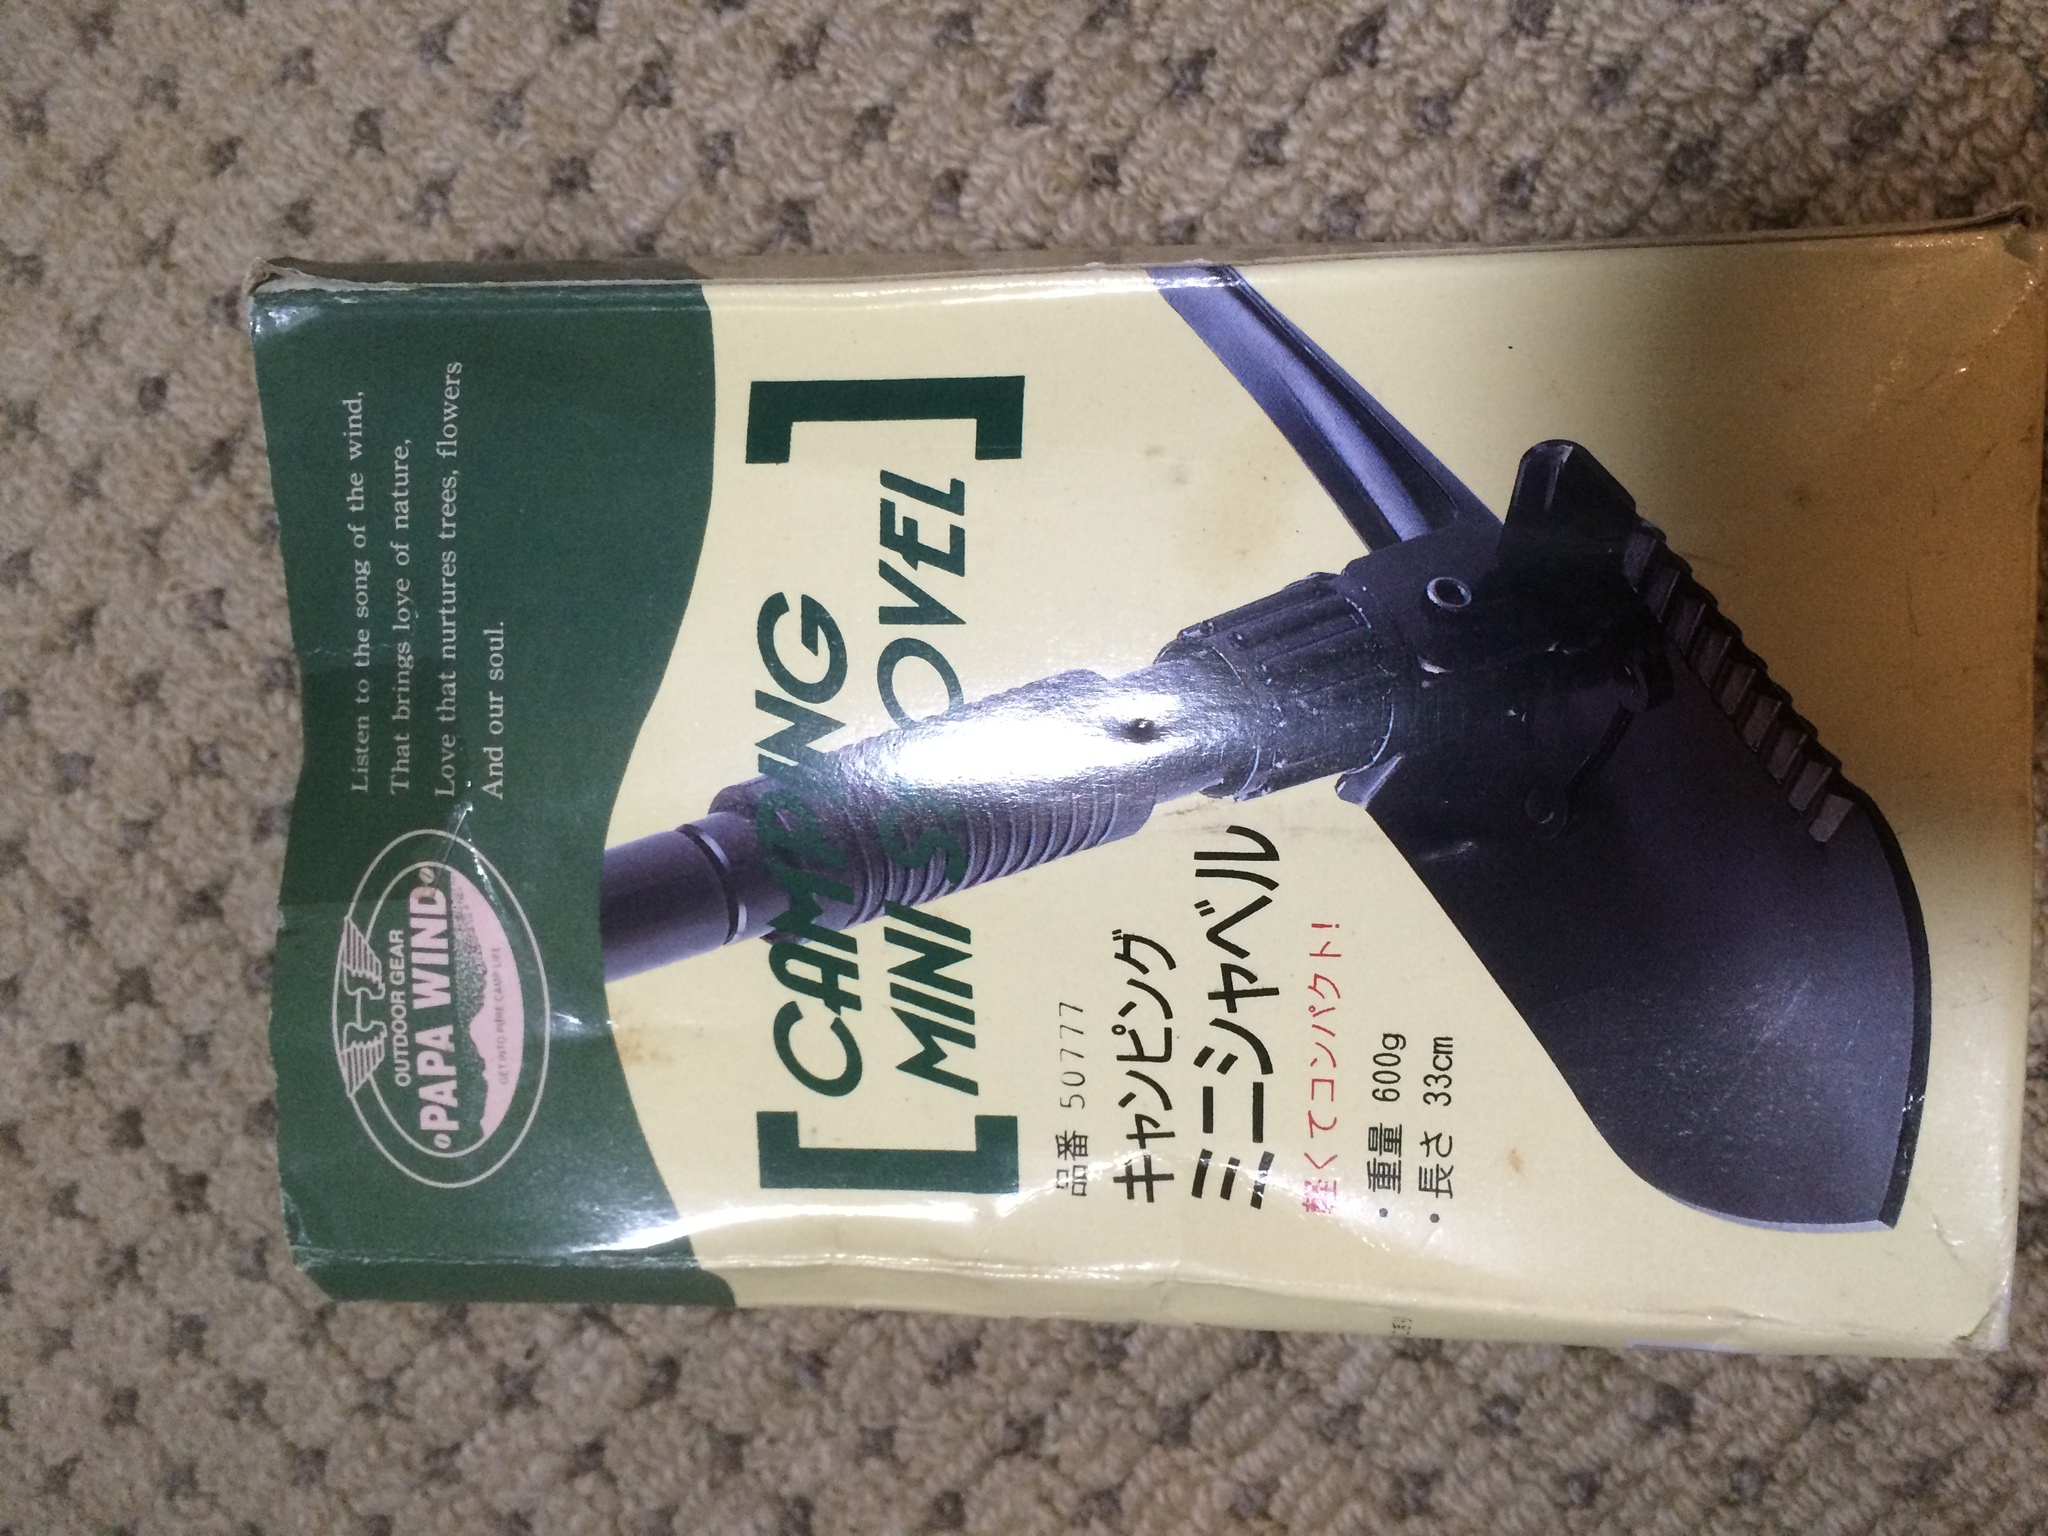 OUTDOOR GEAR
PAPA WIND
GET INTO PURE CAMP LIFE
Listen to the song of the wind,
That brings love of nature,
Love that nurtures trees, flowers
And our soul.
[CAMPING
MINI SHOVEL]
品番 50777
キャンピング
ミニシャベル
軽くてコンパクト!
・重量 600g
・長さ 33cm